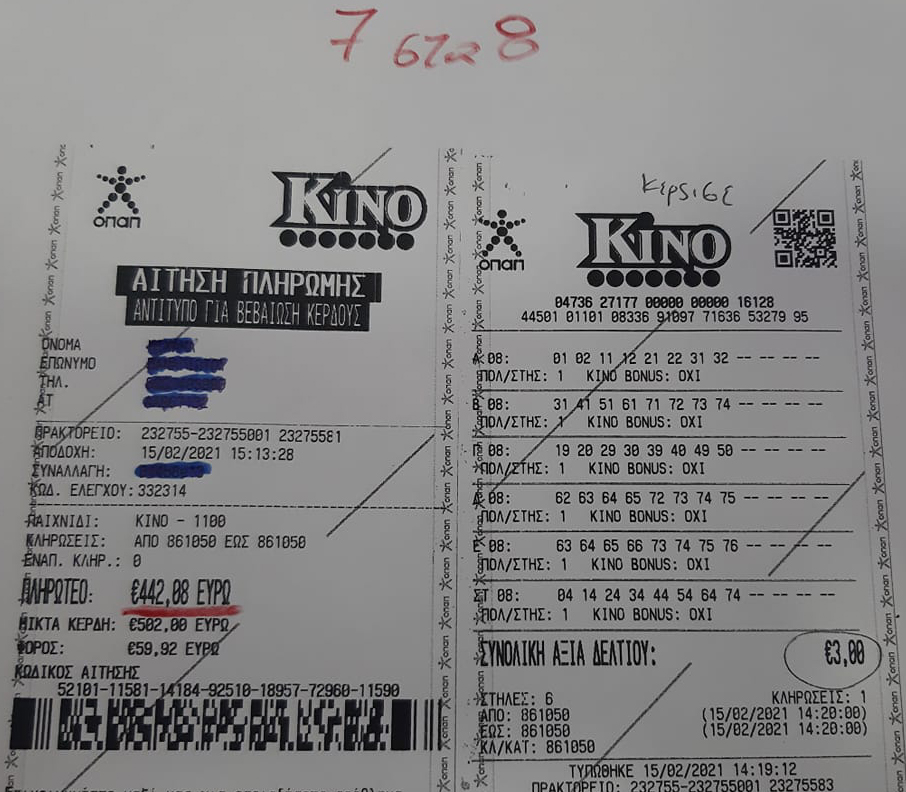 7 στα 8
οπαπ
ΚΙΝΟ
ΑΙΤΗΣΗ ΠΛΗΡΩΜΗΣ
ΑΝΤΙΤΥΠΟ ΓΙΑ ΒΕΒΑΙΩΣΗ ΚΕΡΔΟΥΣ
ΟΝΟΜΑ
ΕΠΩΝΥΜΟ
ΤΗΛ.
ΑΤ
ΠΡΑΚΤΟΡΕΙΟ: 232755-232755001 23275581
ΑΠΟΔΟΧΗ: 15/02/2021 15:13:28
ΣΥΝΑΛΛΑΓΗ:
ΚΩΔ. ΕΛΕΓΧΟΥ: 332314
ΠΑΙΧΝΙΔΙ: ΚΙΝΟ - 1100
ΚΛΗΡΩΣΕΙΣ: ΑΠΟ 861050 ΕΩΣ 861050
ΕΝΑΠ. ΚΛΗΡ.: 0
ΠΛΗΡΩΤΕΟ: €442,08 ΕΥΡΩ
ΜΙΚΤΑ ΚΕΡΔΗ: €502,00 ΕΥΡΩ
ΦΟΡΟΣ: €59,92 ΕΥΡΩ
ΚΩΔΙΚΟΣ ΑΙΤΗΣΗΣ
52101-11581-14184-92510-18957-72960-11590
κερδισε
οπαπ
ΚΙΝΟ
04736 27177 00000 00000 16128
44501 01101 08336 91097 71636 53279 95
Α 08: 01 02 11 12 21 22 31 32 -- -- -- --
ΠΟΛ/ΣΤΗΣ: 1 ΚΙΝΟ BONUS: ΟΧΙ
Β 08: 31 41 51 61 71 72 73 74 -- -- -- --
ΠΟΛ/ΣΤΗΣ: 1 ΚΙΝΟ BONUS: ΟΧΙ
Γ 08: 19 20 29 30 39 40 49 50 -- -- -- --
ΠΟΛ/ΣΤΗΣ: 1 ΚΙΝΟ BONUS: ΟΧΙ
Δ 08: 62 63 64 65 72 73 74 75 -- -- -- --
ΠΟΛ/ΣΤΗΣ: 1 ΚΙΝΟ BONUS: ΟΧΙ
Ε 08: 63 64 65 66 73 74 75 76 -- -- -- --
ΠΟΛ/ΣΤΗΣ: 1 ΚΙΝΟ BONUS: ΟΧΙ
ΣΤ 08: 04 14 24 34 44 54 64 74 -- -- -- --
ΠΟΛ/ΣΤΗΣ: 1 ΚΙΝΟ BONUS: ΟΧΙ
ΣΥΝΟΛΙΚΗ ΑΞΙΑ ΔΕΛΤΙΟΥ: €3,00
ΣΤΗΛΕΣ: 6 ΚΛΗΡΩΣΕΙΣ: 1
ΑΠΟ: 861050 (15/02/2021 14:20:00)
ΕΩΣ: 861050 (15/02/2021 14:20:00)
ΚΛ/ΚΑΤ: 861050
ΤΥΠΩΘΗΚΕ 15/02/2021 14:19:12
ΠΡΑΚΤΟΡΕΙΟ: 232755-232755001 23275583